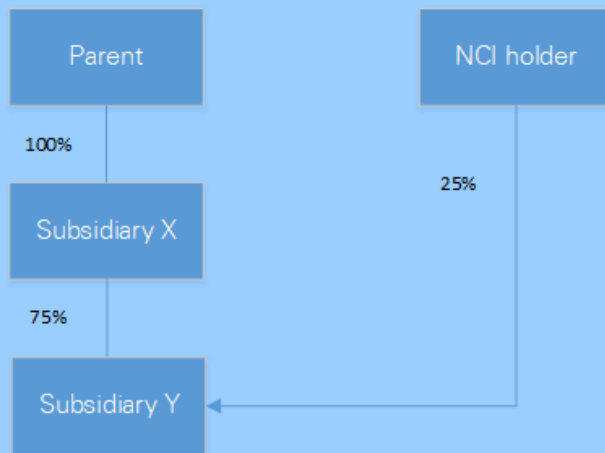 Parent
NCI holder
100%
25%
Subsidiary X
75%
Subsidiary Y